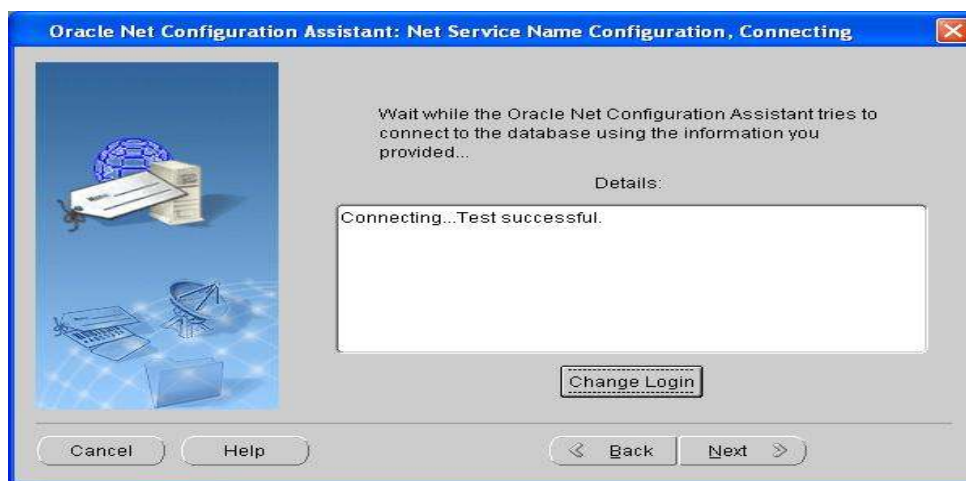 Oracle Net Configuration Assistant: Net Service Name Configuration, Connecting
Wait while the Oracle Net Configuration Assistant tries to
connect to the database using the information you
provided...
Details:
Connecting...Test successful.
Change Login
Cancel
Help
Back
Next